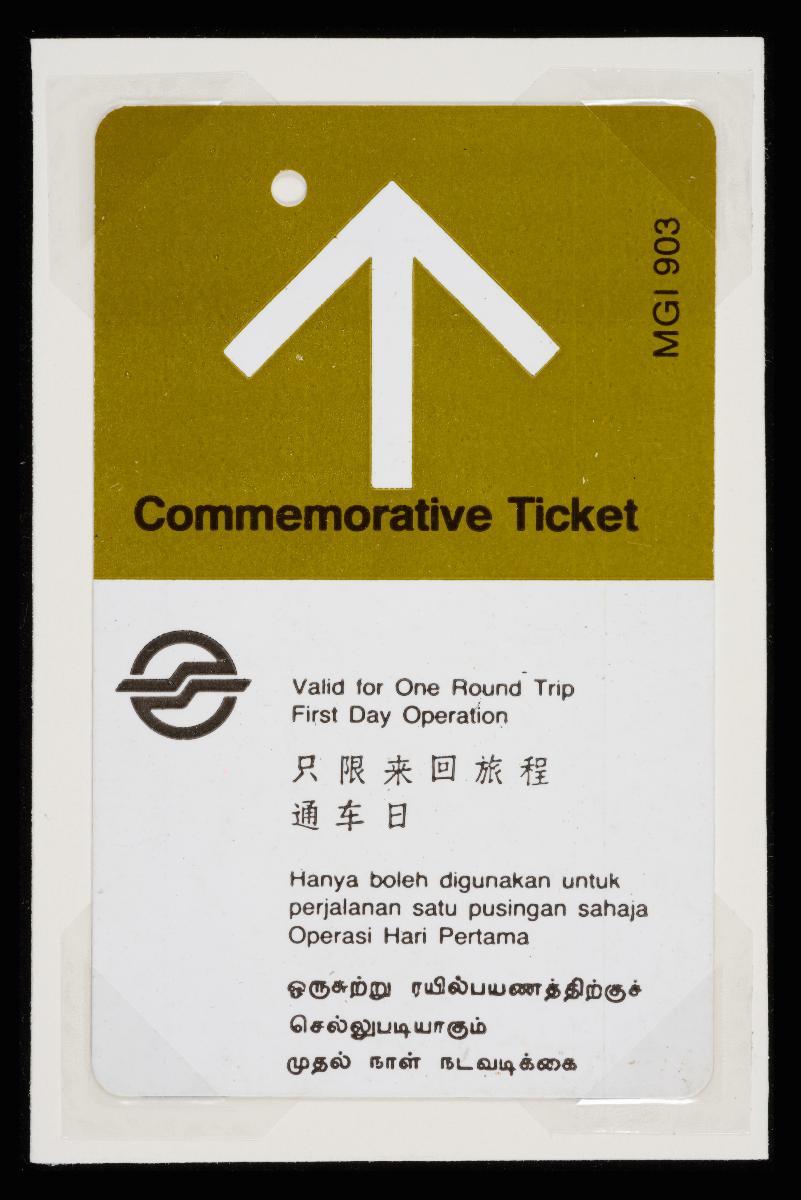 MGI 903
Commemorative Ticket
Valid for One Round Trip
First Day Operation
只限来回旅程
通车日
Hanya boleh digunakan untuk
perjalanan satu pusingan sahaja
Operasi Hari Pertama
ஒருசுற்று ரயில்பயணத்திற்குச்
செல்லுபடியாகும்
முதல் நாள் நடவடிக்கை